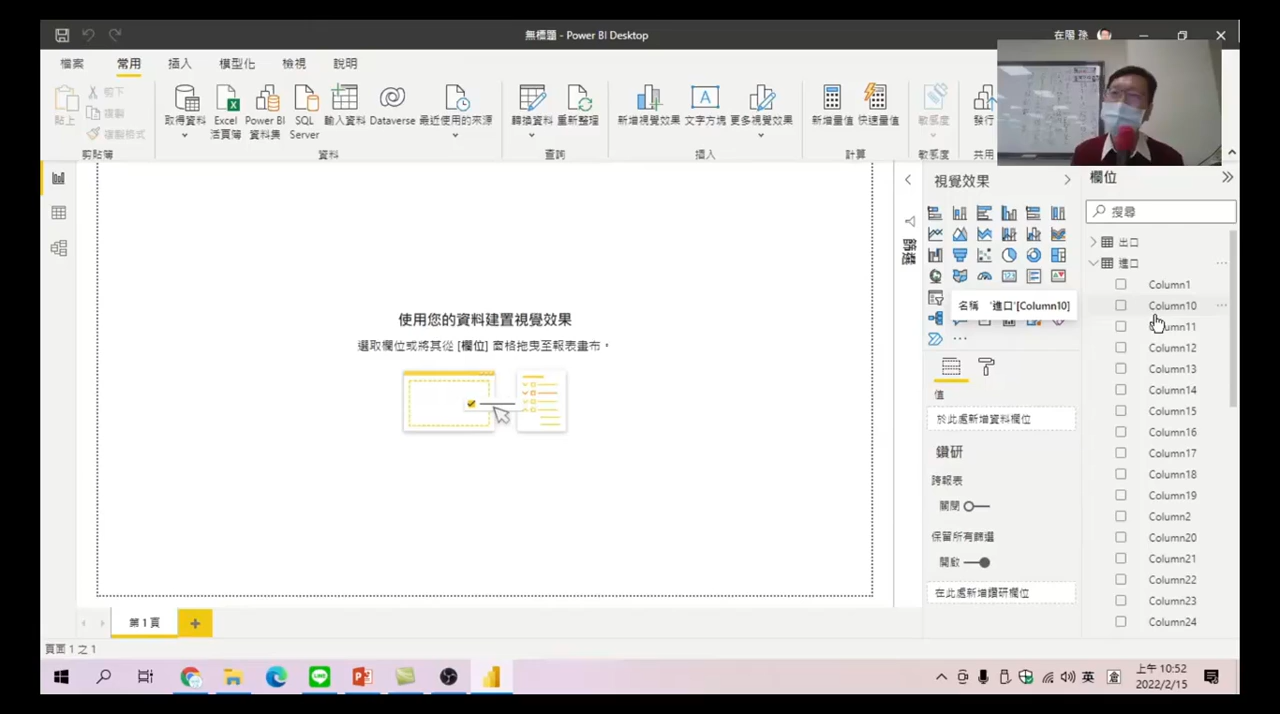 無標題 - Power BI Desktop
在陽 孫
檔案 常用 插入 模型化 檢視 說明
貼上
剪下
複製
複製格式
剪貼簿
取得資料
Excel 活頁簿
Power BI 資料集
SQL Server
輸入資料
Dataverse
最近使用的來源
資料
轉換資料
重新整理
查詢
新增視覺效果
文字方塊
更多視覺效果
插入
新增量值
快速量值
計算
敏感度
敏感度
發行
共用
使用您的資料建置視覺效果
選取欄位或將其從 [欄位] 窗格拖曳至報表畫布。
篩選
視覺效果
名稱 '進口'[Column10]
值
於此處新增資料欄位
鑽研
跨報表
關閉
保留所有篩選
開啟
在此處新增鑽研欄位
欄位
搜尋
出口
進口
Column1
Column10
Column11
Column12
Column13
Column14
Column15
Column16
Column17
Column18
Column19
Column2
Column20
Column21
Column22
Column23
Column24
第 1 頁
頁面 1 之 1
英
倉
上午 10:52
2022/2/15